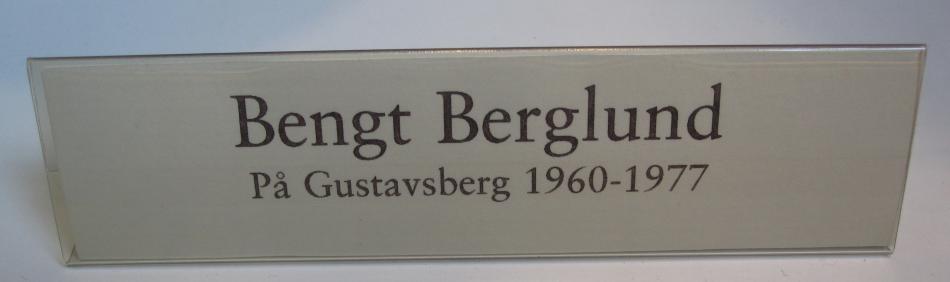 Bengt Berglund
På Gustavsberg 1960-1977